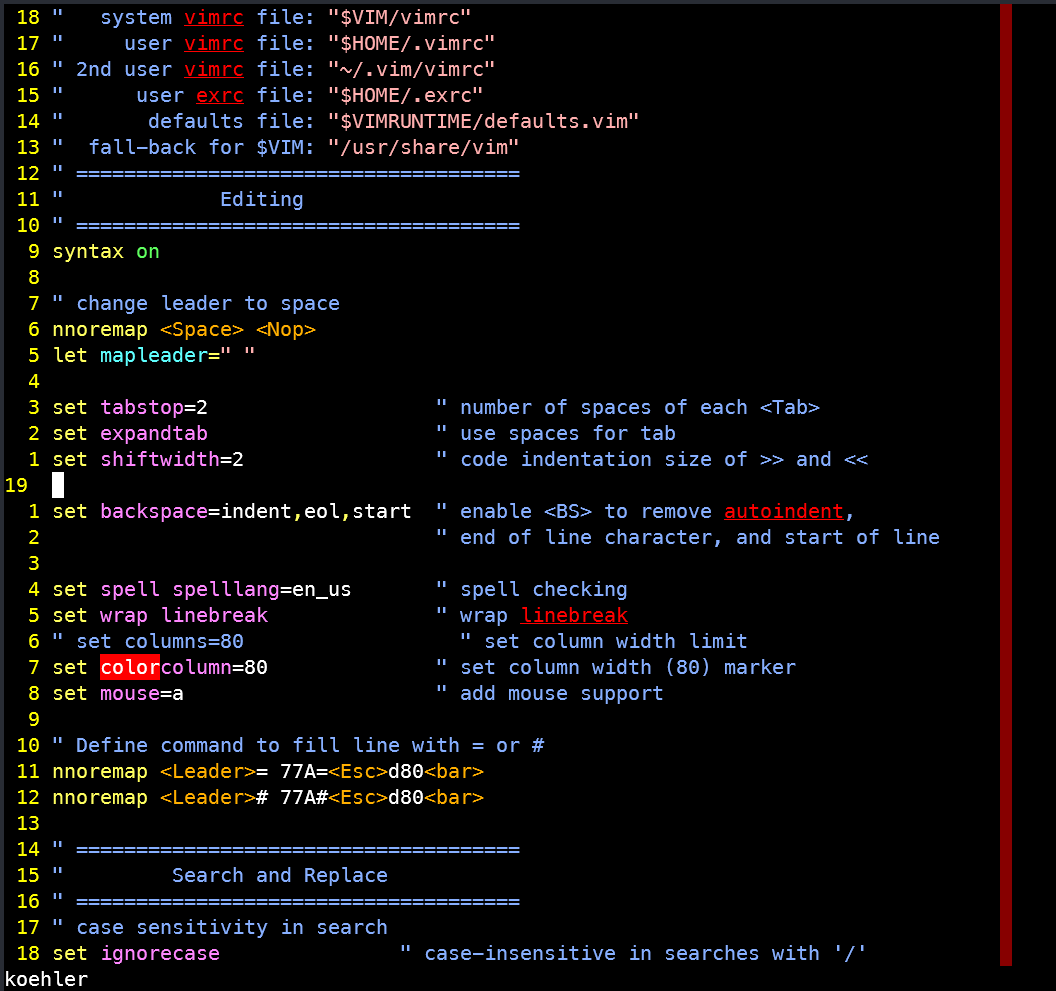 18 "   system vimrc file: "$VIM/vimrc"
17 "     user vimrc file: "$HOME/.vimrc"
16 " 2nd user vimrc file: "~/.vim/vimrc"
15 "      user exrc file: "$HOME/.exrc"
14 "       defaults file: "$VIMRUNTIME/defaults.vim"
13 "  fall-back for $VIM: "/usr/share/vim"
12 " =====================================
11 "             Editing
10 " =====================================
9 syntax on
8
7 " change leader to space
6 nnoremap <Space> <Nop>
5 let mapleader=" "
4
3 set tabstop=2                   " number of spaces of each <Tab>
2 set expandtab                   " use spaces for tab
1 set shiftwidth=2                " code indentation size of >> and <<
19
1 set backspace=indent,eol,start  " enable <BS> to remove autoindent,
2                                 " end of line character, and start of line
3
4 set spell spelllang=en_us       " spell checking
5 set wrap linebreak              " wrap linebreak
6 " set columns=80                  " set column width limit
7 set colorcolumn=80              " set column width (80) marker
8 set mouse=a                     " add mouse support
9
10 " Define command to fill line with = or #
11 nnoremap <Leader>= 77A=<Esc>d80<bar>
12 nnoremap <Leader># 77A#<Esc>d80<bar>
13
14 " =====================================
15 "         Search and Replace
16 " =====================================
17 " case sensitivity in search
18 set ignorecase               " case-insensitive in searches with '/'
koehler